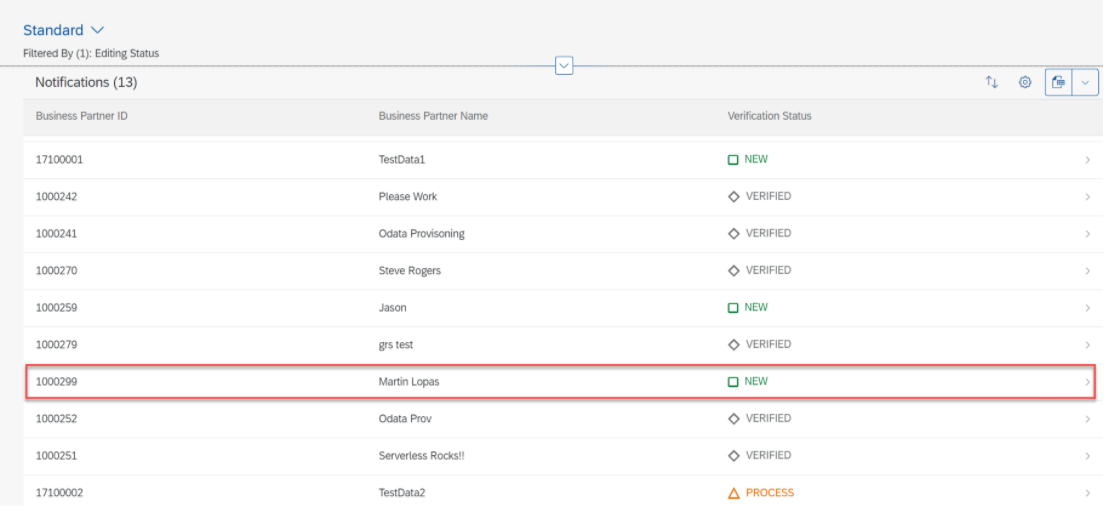 Standard
Filtered By (1): Editing Status
Notifications (13)
Business Partner ID Business Partner Name Verification Status
17100001 TestData1 NEW
1000242 Please Work VERIFIED
1000241 Odata Provisoning VERIFIED
1000270 Steve Rogers VERIFIED
1000259 Jason NEW
1000279 grs test VERIFIED
1000299 Martin Lopas NEW
1000252 Odata Prov VERIFIED
1000251 Serverless Rocks!! VERIFIED
17100002 TestData2 PROCESS